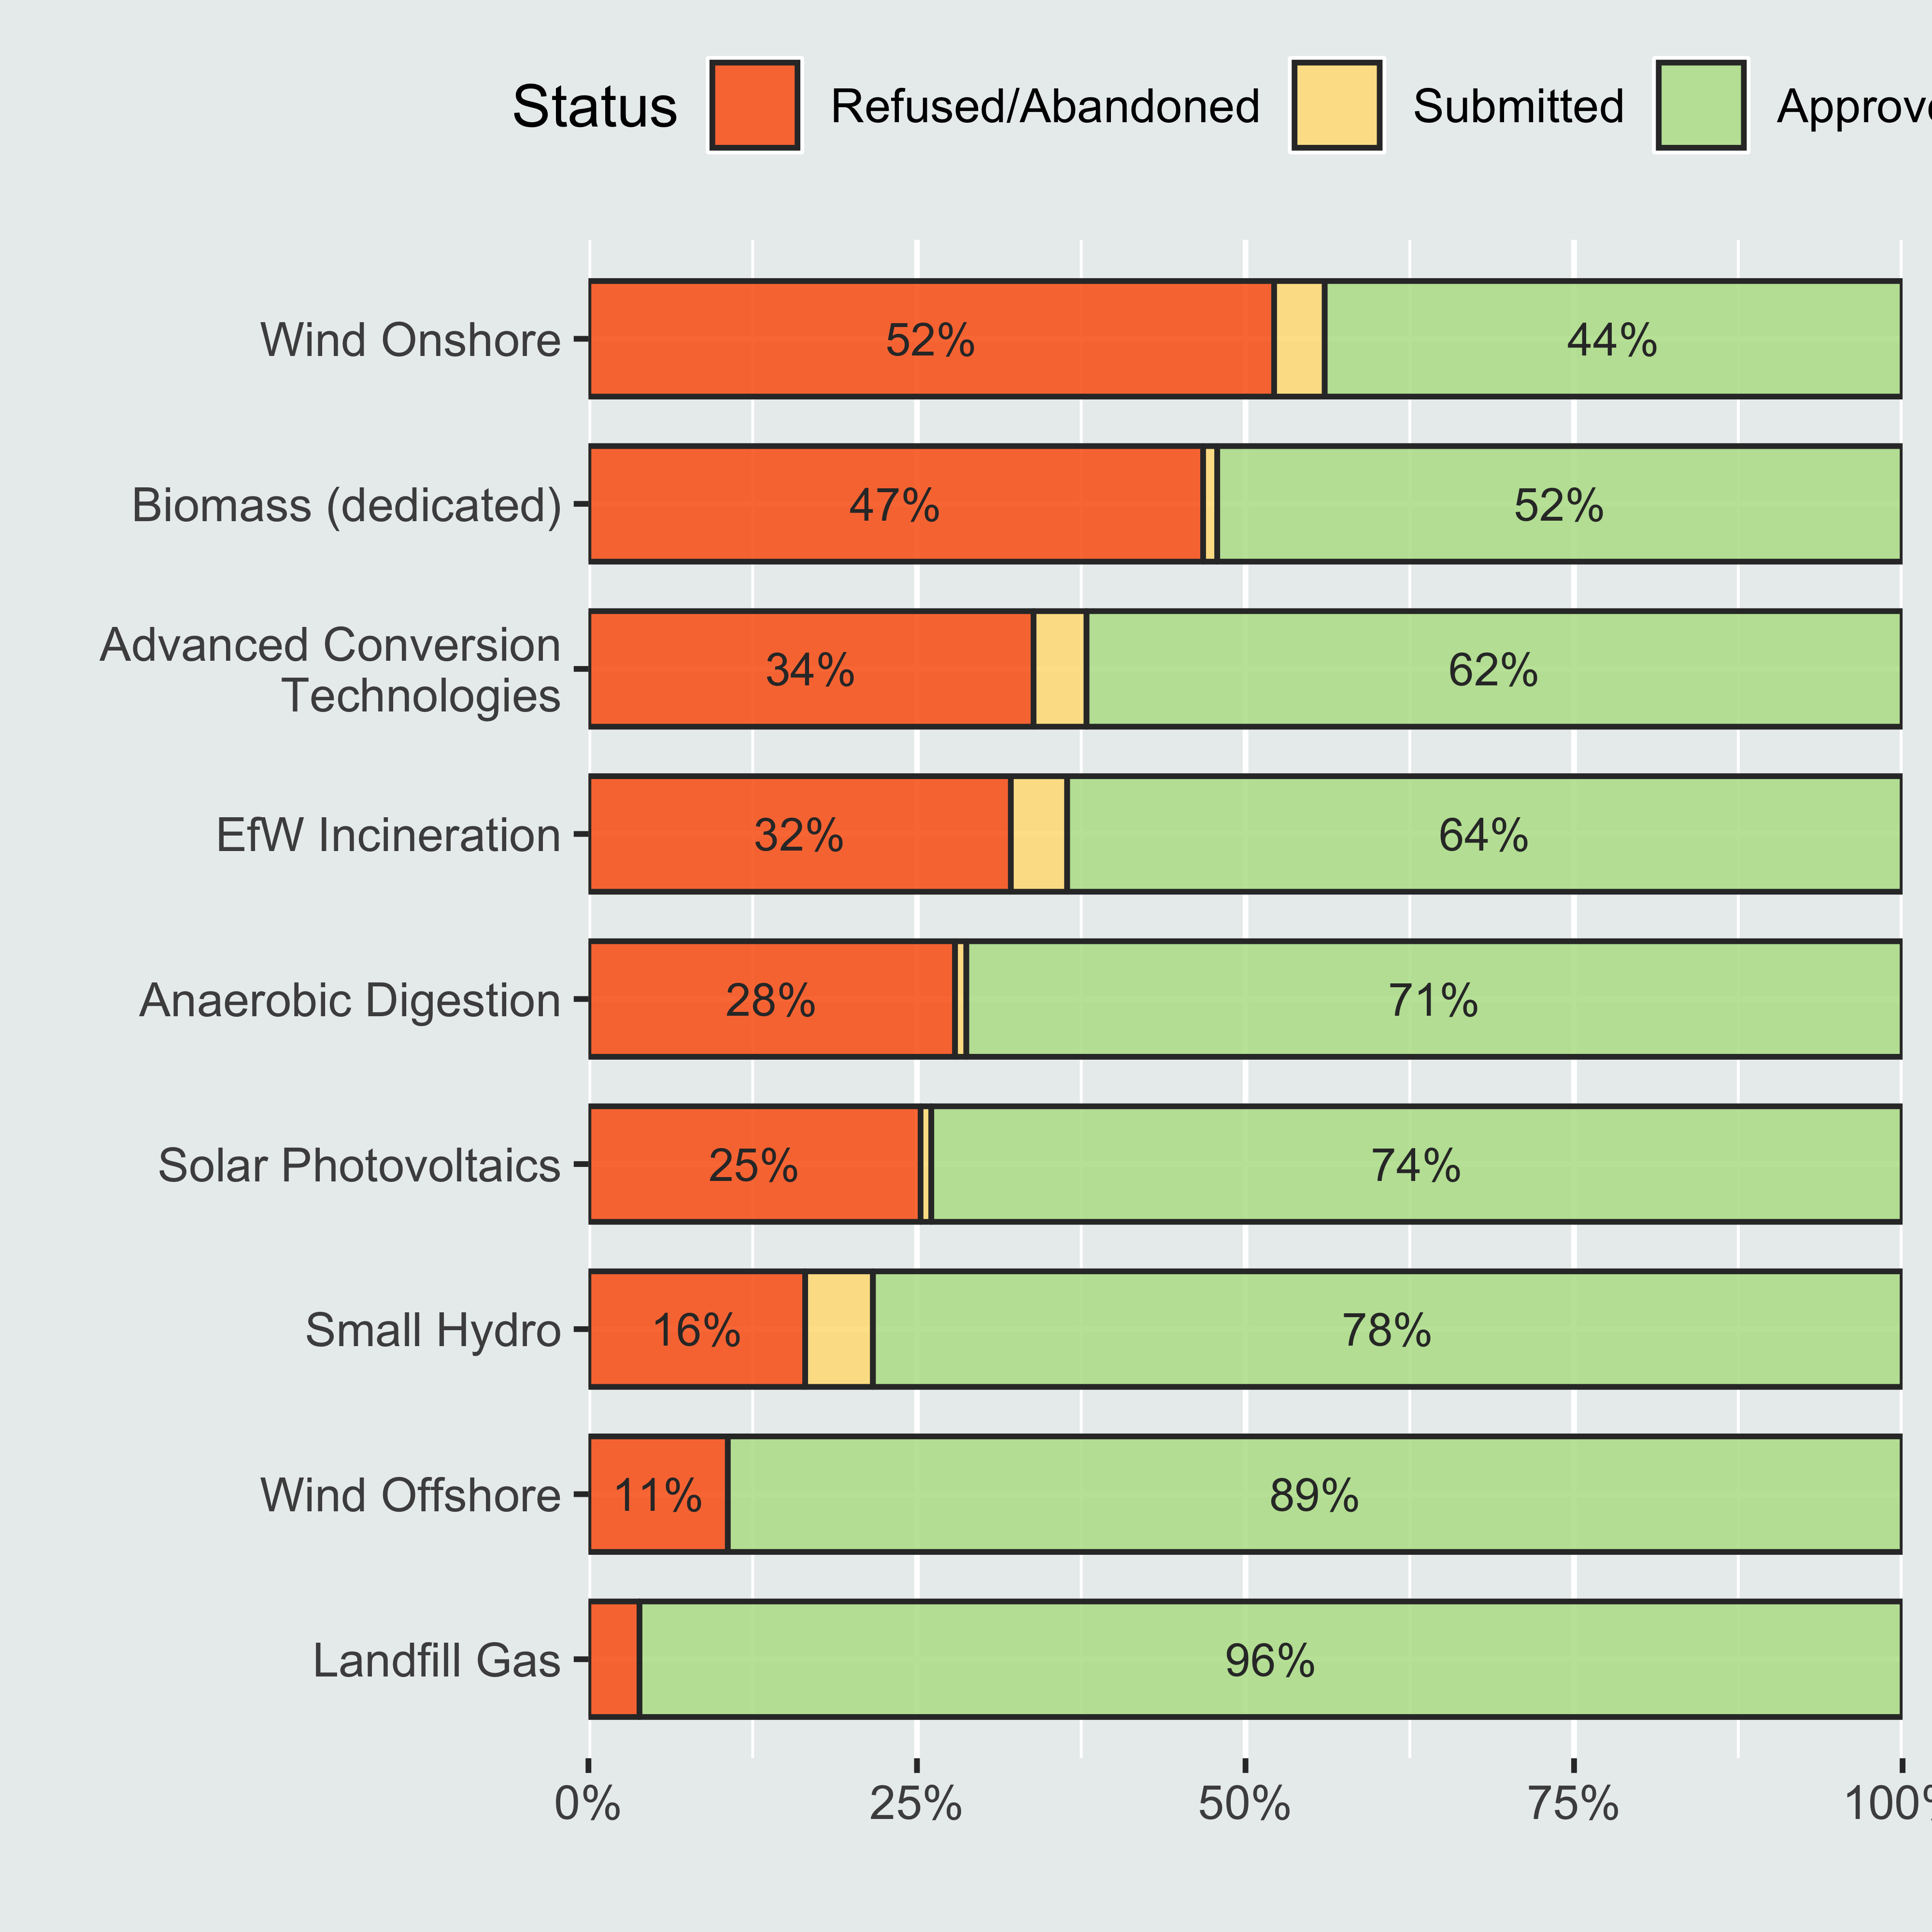 Status Refused/Abandoned Submitted Approve
Wind Onshore 52% 44%
Biomass (dedicated) 47% 52%
Advanced Conversion
Technologies 34% 62%
EfW Incineration 32% 64%
Anaerobic Digestion 28% 71%
Solar Photovoltaics 25% 74%
Small Hydro 16% 78%
Wind Offshore 11% 89%
Landfill Gas 96%
0% 25% 50% 75% 100%